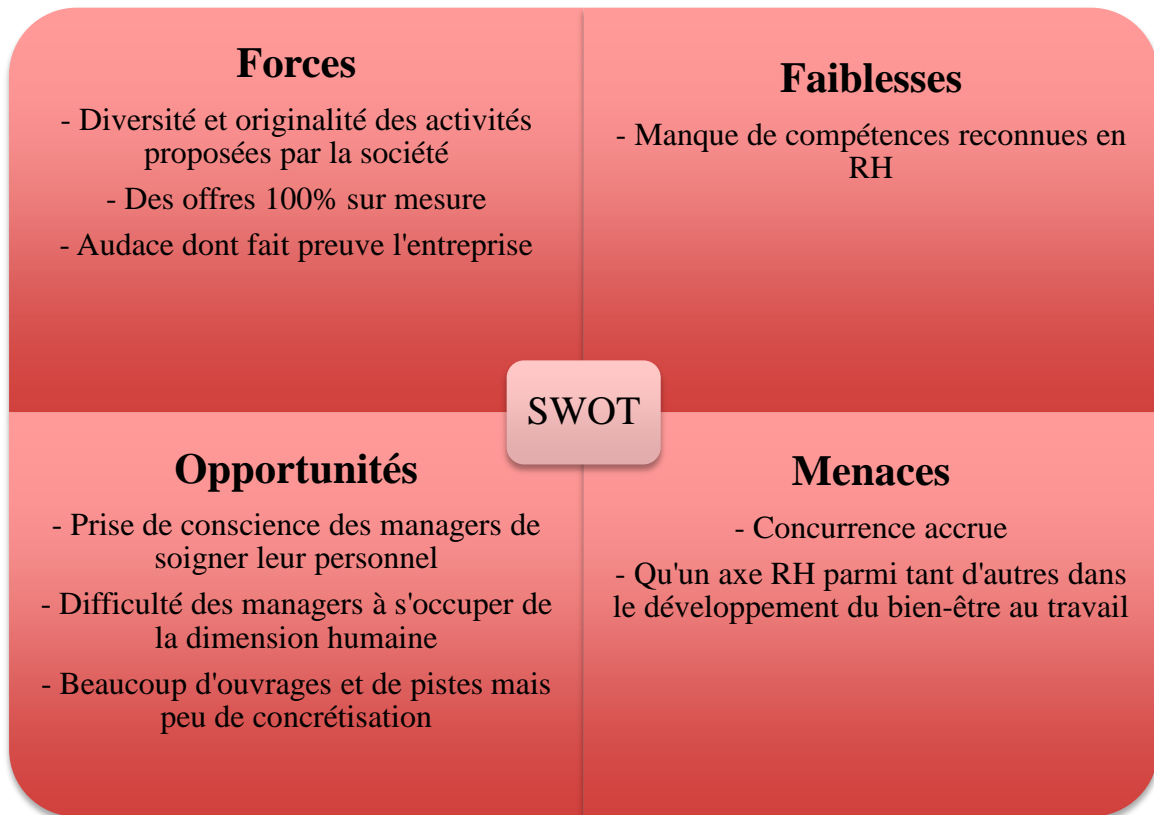 Forces
- Diversité et originalité des activités
proposées par la société
- Des offres 100% sur mesure
- Audace dont fait preuve l'entreprise
Faiblesses
- Manque de compétences reconnues en
RH
SWOT
Opportunités
- Prise de conscience des managers de
soigner leur personnel
- Difficulté des managers à s'occuper de
la dimension humaine
- Beaucoup d'ouvrages et de pistes mais
peu de concrétisation
Menaces
- Concurrence accrue
- Qu'un axe RH parmi tant d'autres dans
le développement du bien-être au travail